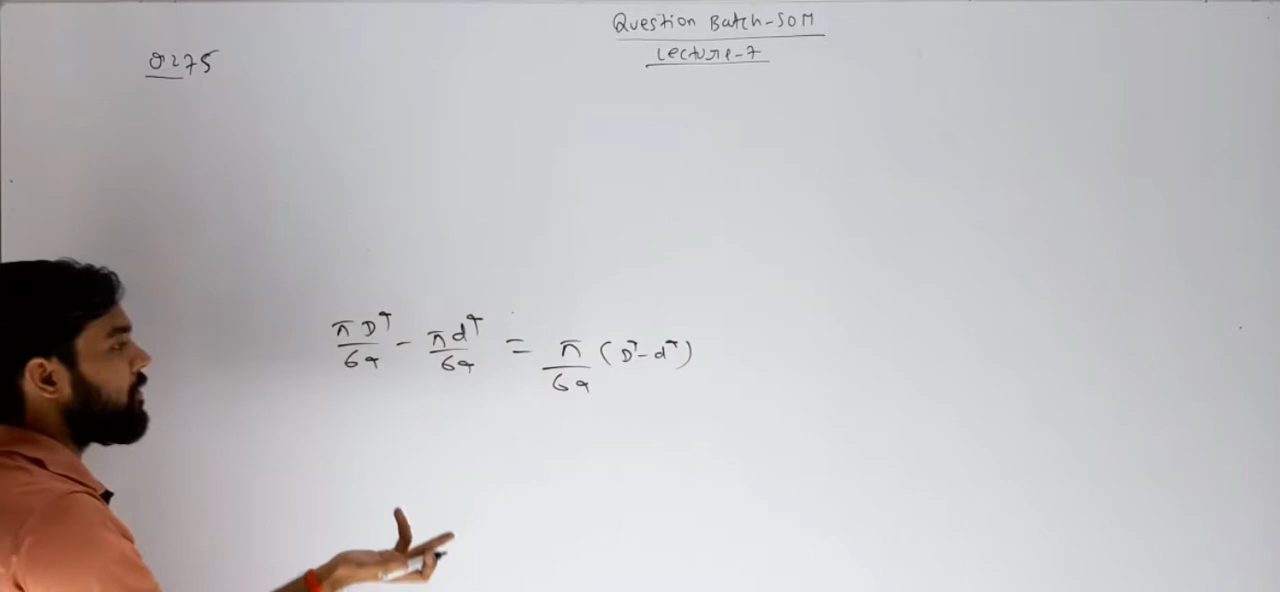 Question Batch-SOM
Lecture-7
Q275
πD⁴/64 - πd⁴/64 = π/64 (D⁴-d⁴)